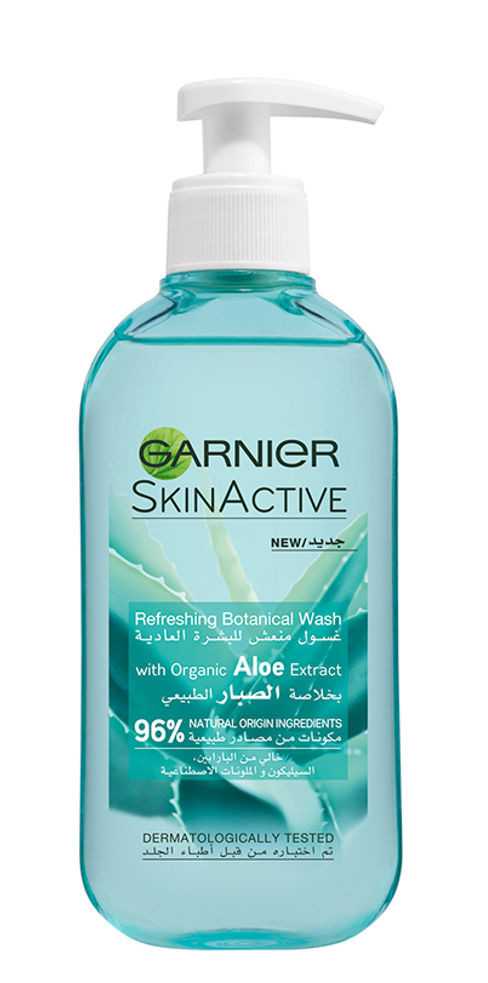 GARNIER
SKINACTIVE
NEW/جديد
Refreshing Botanical Wash
غسول منعش للبشرة العادية
with Organic Aloe Extract
بخلاصة الصبار الطبيعي
96% NATURAL ORIGIN INGREDIENTS
مكونات من مصادر طبيعية
خالي من البارابين،
السيليكون و الملونات الاصطناعية
DERMATOLOGICALLY TESTED
تم اختباره من قبل أطباء الجلد